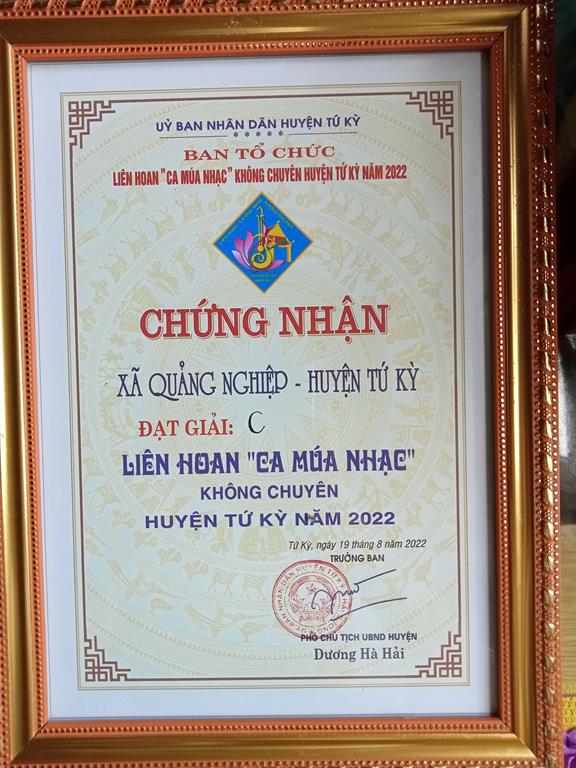 UỶ BAN NHÂN DÂN HUYỆN TỨ KỲ
*****
BAN TỔ CHỨC
LIÊN HOAN "CA MÚA NHẠC" KHÔNG CHUYÊN HUYỆN TỨ KỲ NĂM 2022
CHỨNG NHẬN
XÃ QUẢNG NGHIỆP - HUYỆN TỨ KỲ
ĐẠT GIẢI: C
LIÊN HOAN "CA MÚA NHẠC"
KHÔNG CHUYÊN
HUYỆN TỨ KỲ NĂM 2022
Tứ Kỳ, ngày 19 tháng 8 năm 2022
TRƯỞNG BAN
PHÓ CHỦ TỊCH UBND HUYỆN
Dương Hà Hải